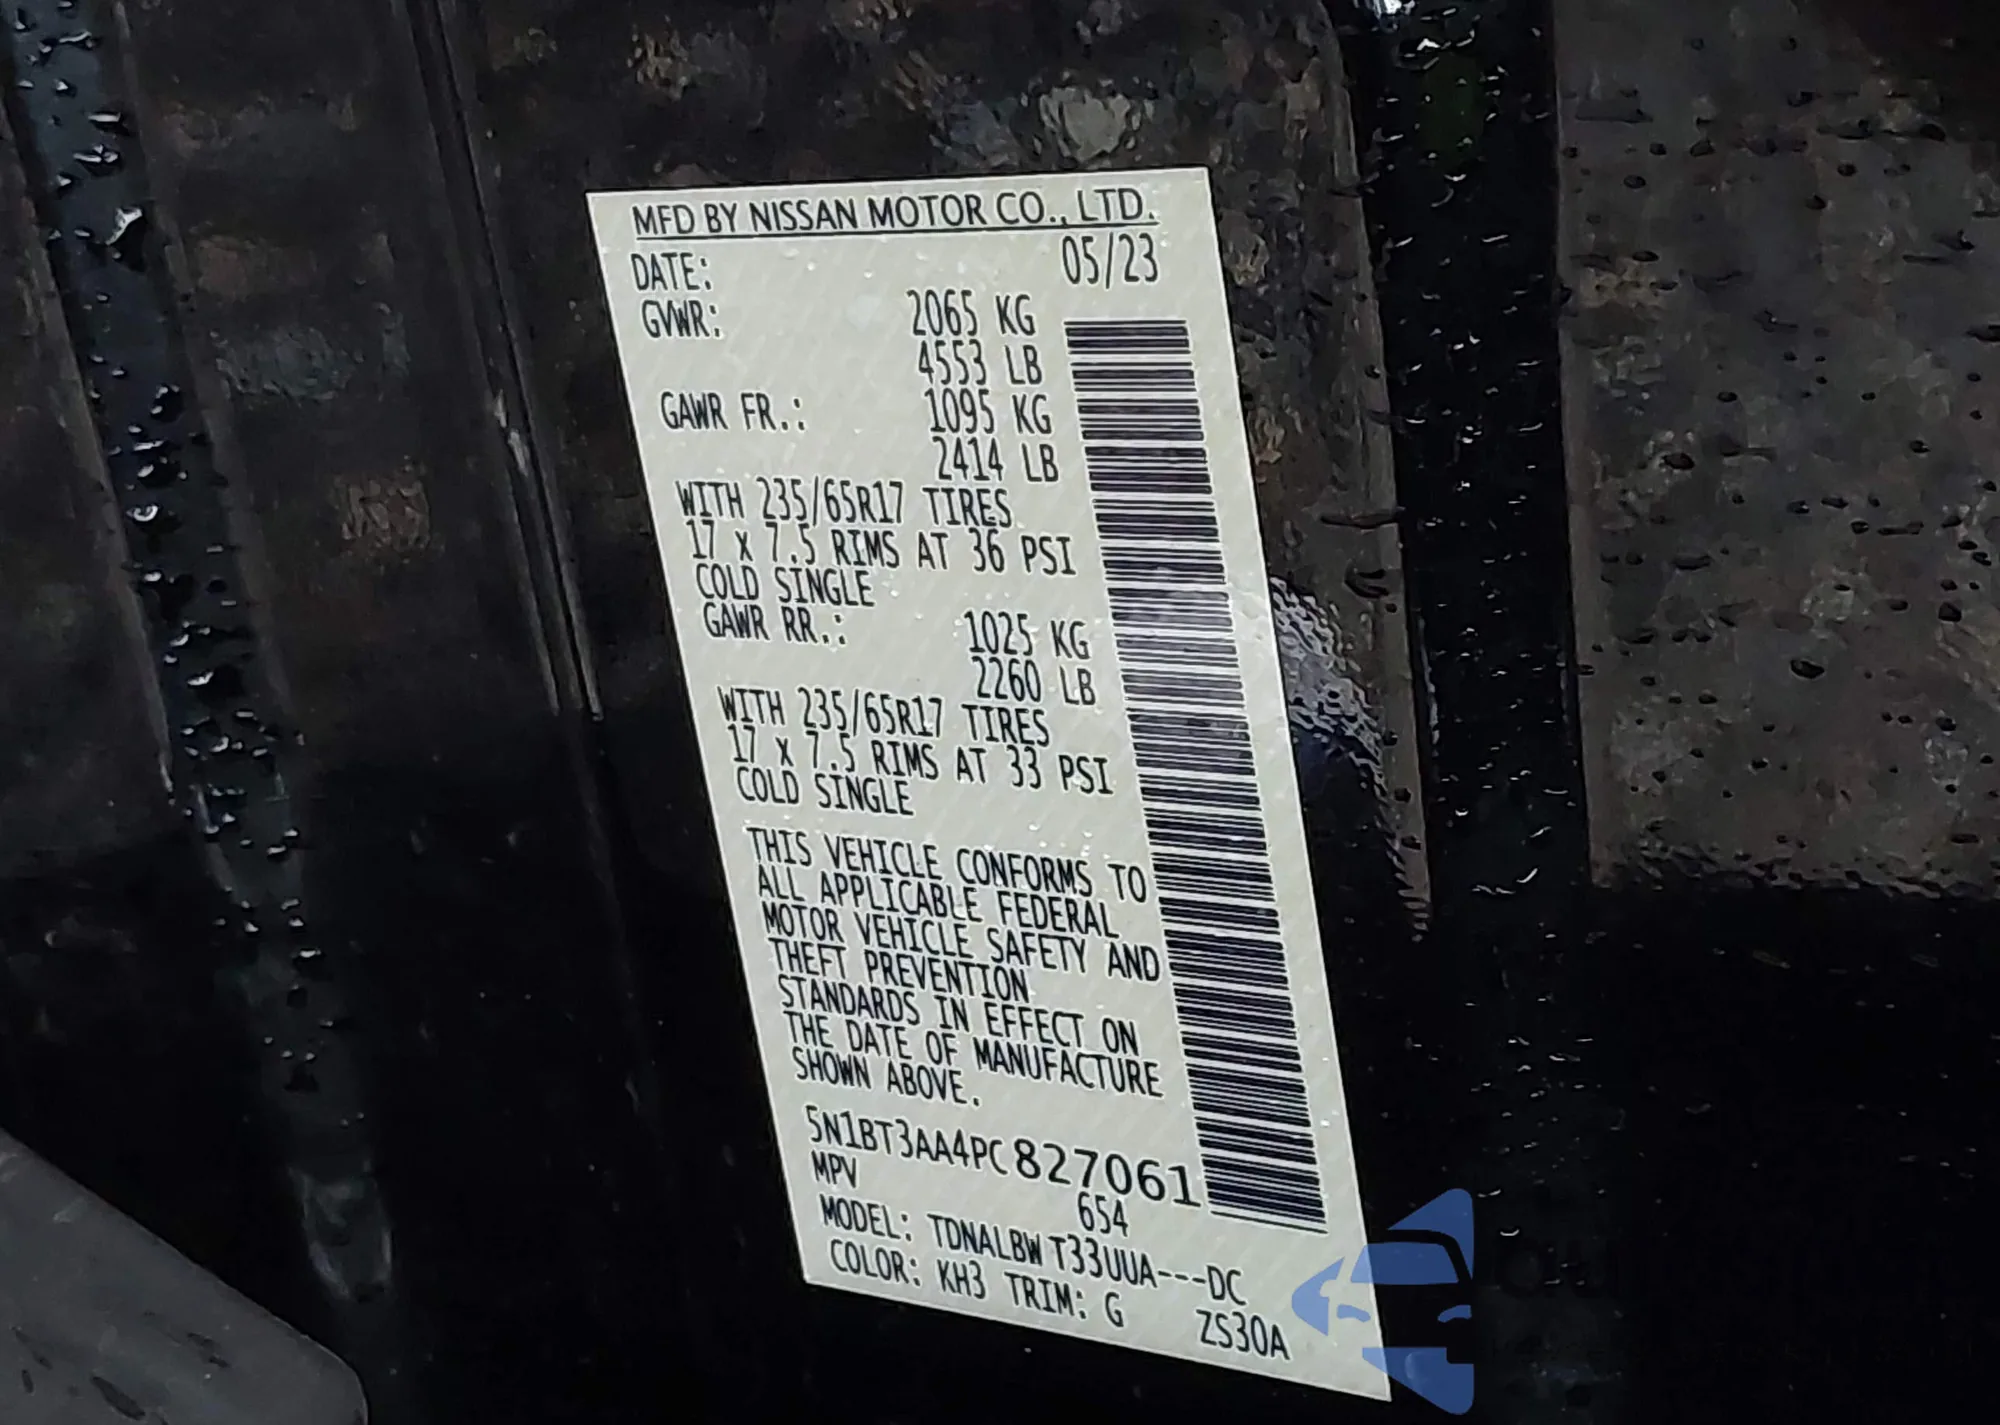 MFD BY NISSAN MOTOR CO., LTD.
DATE: 05/23
GVWR: 2065 KG
4553 LB
GAWR FR.: 1095 KG
2414 LB
WITH 235/65R17 TIRES
17 x 7.5 RIMS AT 36 PSI
COLD SINGLE
GAWR RR.: 1025 KG
2260 LB
WITH 235/65R17 TIRES
17 x 7.5 RIMS AT 33 PSI
COLD SINGLE
THIS VEHICLE CONFORMS TO
ALL APPLICABLE FEDERAL
MOTOR VEHICLE SAFETY AND
THEFT PREVENTION
STANDARDS IN EFFECT ON
THE DATE OF MANUFACTURE
SHOWN ABOVE.
5N1BT3AA4PC827061
MPV 654
MODEL: TDNALBW T33UUA---DC
COLOR: KH3 TRIM: G ZS30A